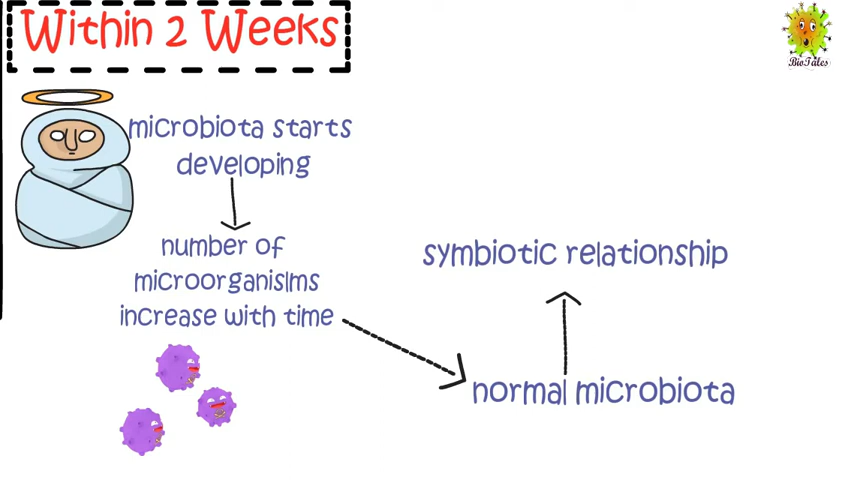 Within 2 Weeks
BioTales
microbiota starts
developing
number of
microorganisms
increase with time
symbiotic relationship
normal microbiota